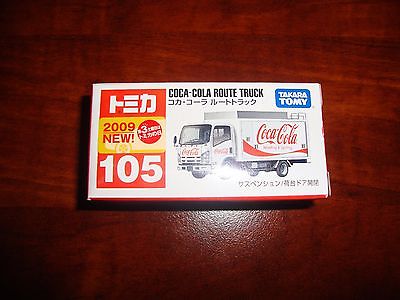 トミカ
COCA-COLA ROUTE TRUCK
コカ・コーラ ルートトラック
TAKARA
TOMY
2009
NEW!
105
Coca-Cola
Coca-Cola
サスペンション/荷台ドア開閉